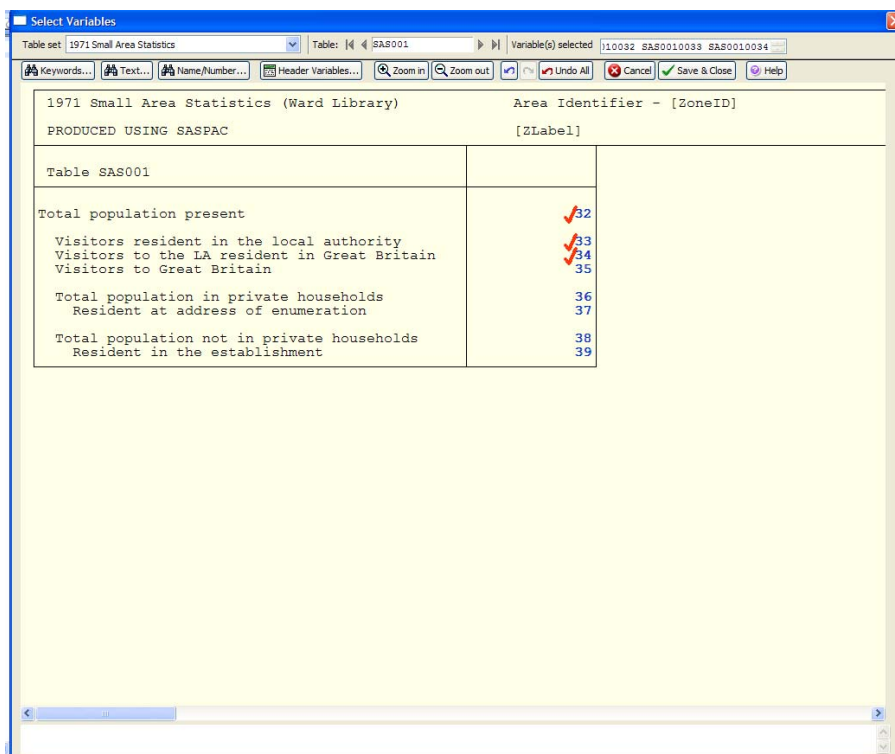 Select Variables
Table set 1971 Small Area Statistics Table: SAS001 Variable(s) selected 10032 SAS0010033 SAS0010034
Keywords... Text... Name/Number... Header Variables... Zoom in Zoom out Undo All Cancel Save & Close Help
1971 Small Area Statistics (Ward Library) Area Identifier - [ZoneID]
PRODUCED USING SASPAC [ZLabel]
Table SAS001
Total population present 32
Visitors resident in the local authority 33
Visitors to the LA resident in Great Britain 34
Visitors to Great Britain 35
Total population in private households 36
Resident at address of enumeration 37
Total population not in private households 38
Resident in the establishment 39